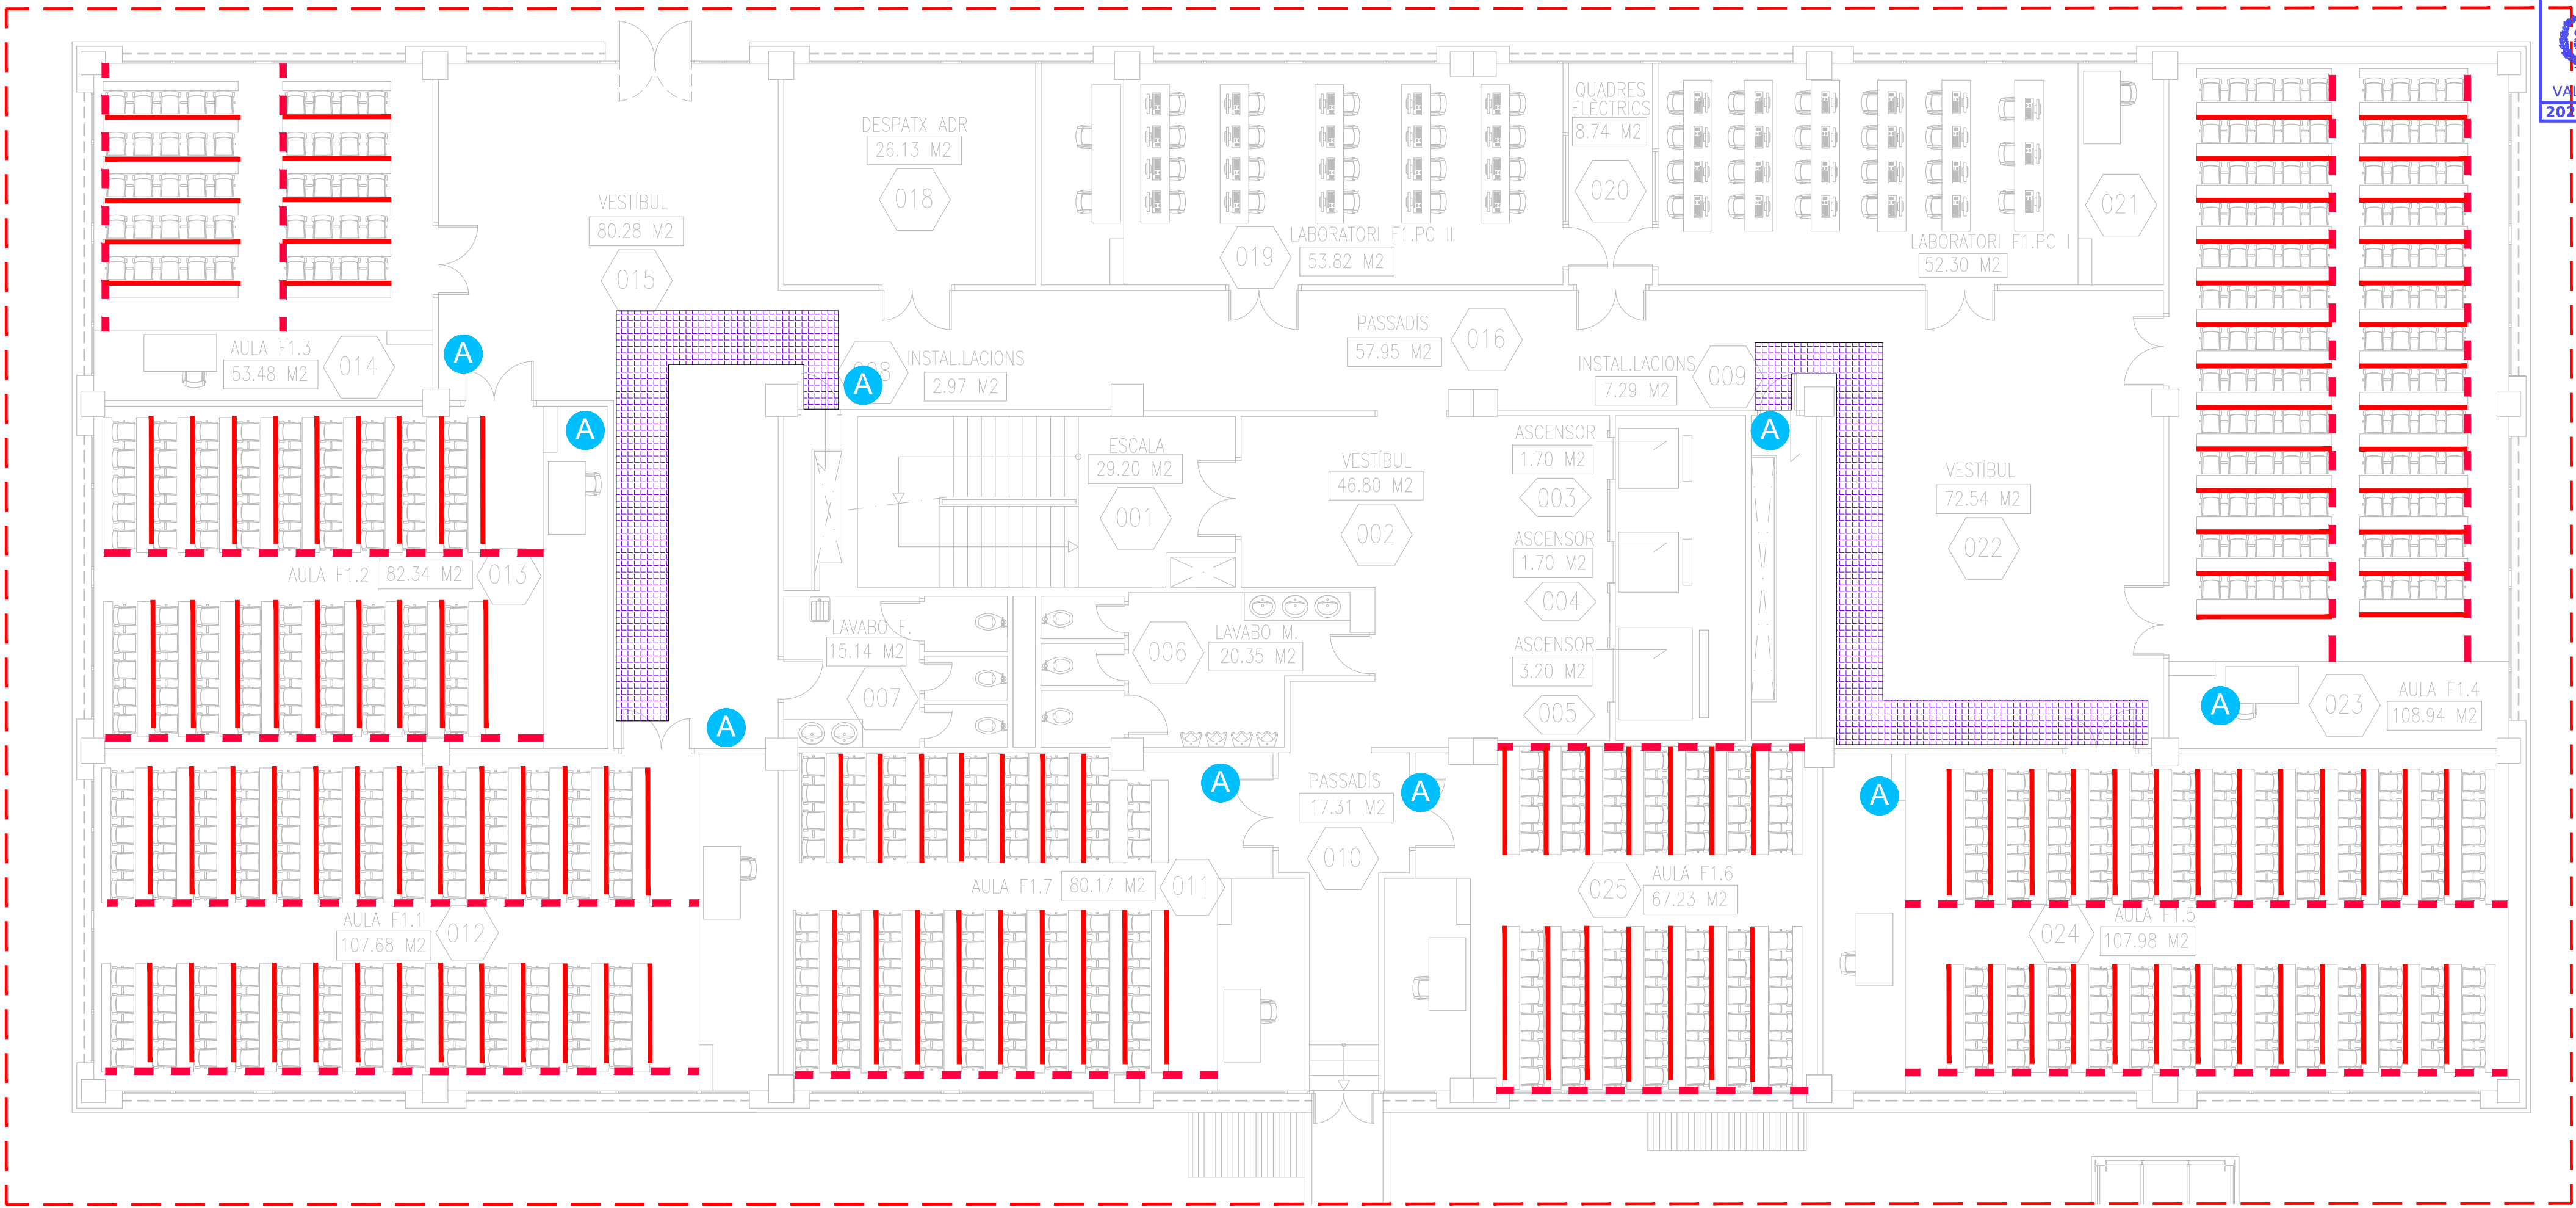 VESTÍBUL
80.28 M2
015
DESPATX ADR
26.13 M2
018
LABORATORI F1.PC II
53.82 M2
019
QUADRES
ELÈCTRICS
8.74 M2
020
LABORATORI F1.PC I
52.30 M2
021
202
AULA F1.3
53.48 M2
014
A
A
INSTAL.LACIONS
2.97 M2
A
PASSADÍS
57.95 M2
016
INSTAL.LACIONS
7.29 M2
009
A
ESCALA
29.20 M2
001
VESTÍBUL
46.80 M2
002
ASCENSOR
1.70 M2
003
ASCENSOR
1.70 M2
004
ASCENSOR
3.20 M2
005
VESTÍBUL
72.54 M2
022
AULA F1.2
82.34 M2
013
LAVABO F.
15.14 M2
007
LAVABO M.
20.35 M2
006
A
A
AULA F1.4
108.94 M2
023
A
PASSADÍS
17.31 M2
010
A
A
AULA F1.1
107.68 M2
012
AULA F1.7
80.17 M2
011
AULA F1.6
67.23 M2
025
AULA F1.5
107.98 M2
024